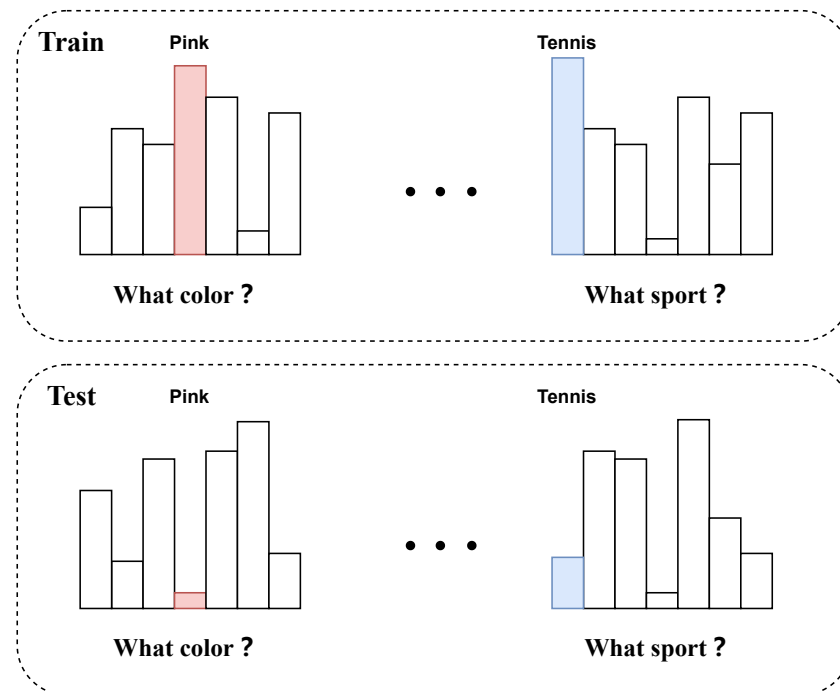 Train
Pink
Tennis
What color ?
What sport ?
Test
Pink
Tennis
What color ?
What sport ?